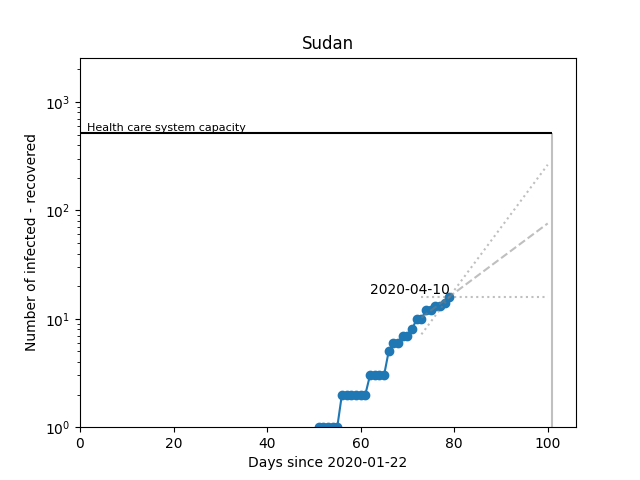 Sudan
Number of infected - recovered
10³
10²
10¹
10⁰
Health care system capacity
2020-04-10
0 20 40 60 80 100
Days since 2020-01-22